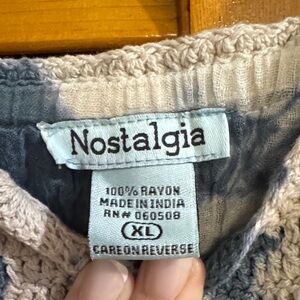 Nostalgia
100% RAYON
MADE IN INDIA
RN# 060508
XL
CARE ON REVERSE